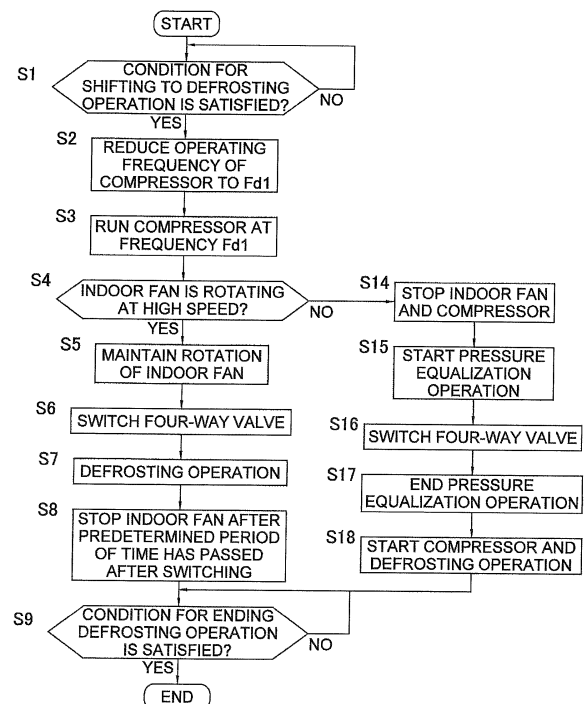 START
S1
CONDITION FOR
SHIFTING TO DEFROSTING
OPERATION IS SATISFIED?
NO
YES
S2
REDUCE OPERATING
FREQUENCY OF
COMPRESSOR TO Fd1
S3
RUN COMPRESSOR AT
FREQUENCY Fd1
S4
INDOOR FAN IS ROTATING
AT HIGH SPEED?
NO
YES
S5
MAINTAIN ROTATION
OF INDOOR FAN
S6
SWITCH FOUR-WAY VALVE
S7
DEFROSTING OPERATION
S8
STOP INDOOR FAN AFTER
PREDETERMINED PERIOD
OF TIME HAS PASSED
AFTER SWITCHING
S14
STOP INDOOR FAN
AND COMPRESSOR
S15
START PRESSURE
EQUALIZATION
OPERATION
S16
SWITCH FOUR-WAY VALVE
S17
END PRESSURE
EQUALIZATION OPERATION
S18
START COMPRESSOR AND
DEFROSTING OPERATION
S9
CONDITION FOR ENDING
DEFROSTING OPERATION
IS SATISFIED?
NO
YES
END